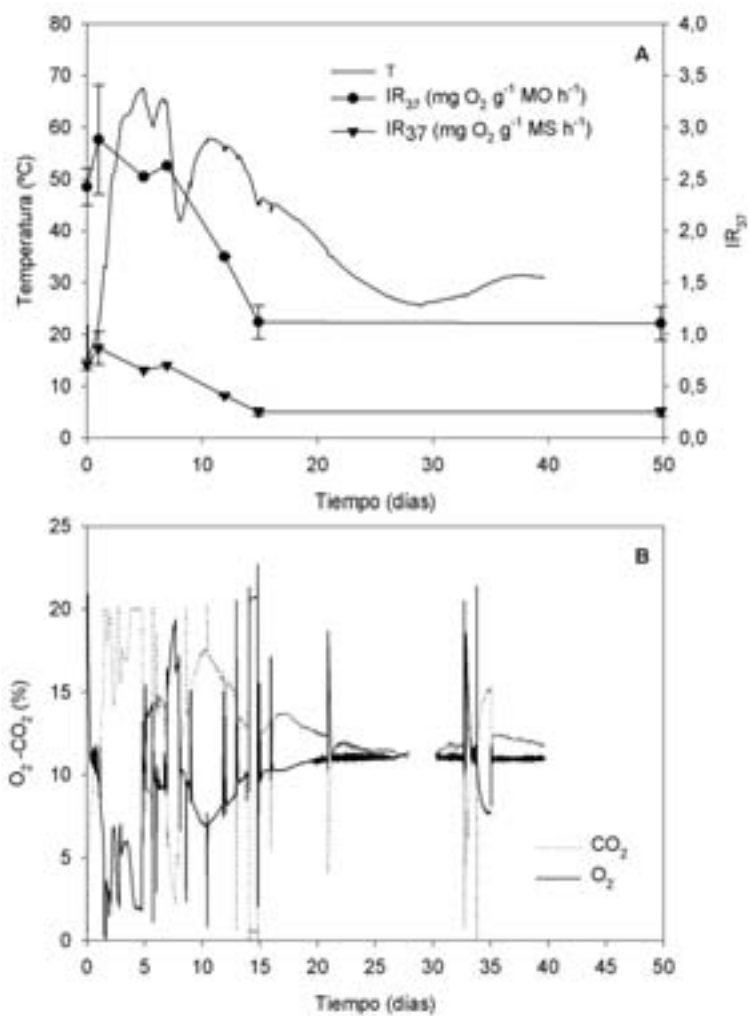 A
T
IR37 (mg O2 g-1 MO h-1)
IR37 (mg O2 g-1 MS h-1)
Temperatura (ºC)
80
70
60
50
40
30
20
10
0
IR37
4,0
3,5
3,0
2,5
2,0
1,5
1,0
0,5
0,0
0 10 20 30 40 50
Tiempo (días)
B
O2 -CO2 (%)
25
20
15
10
5
0
CO2
O2
0 5 10 15 20 25 30 35 40 45 50
Tiempo (días)